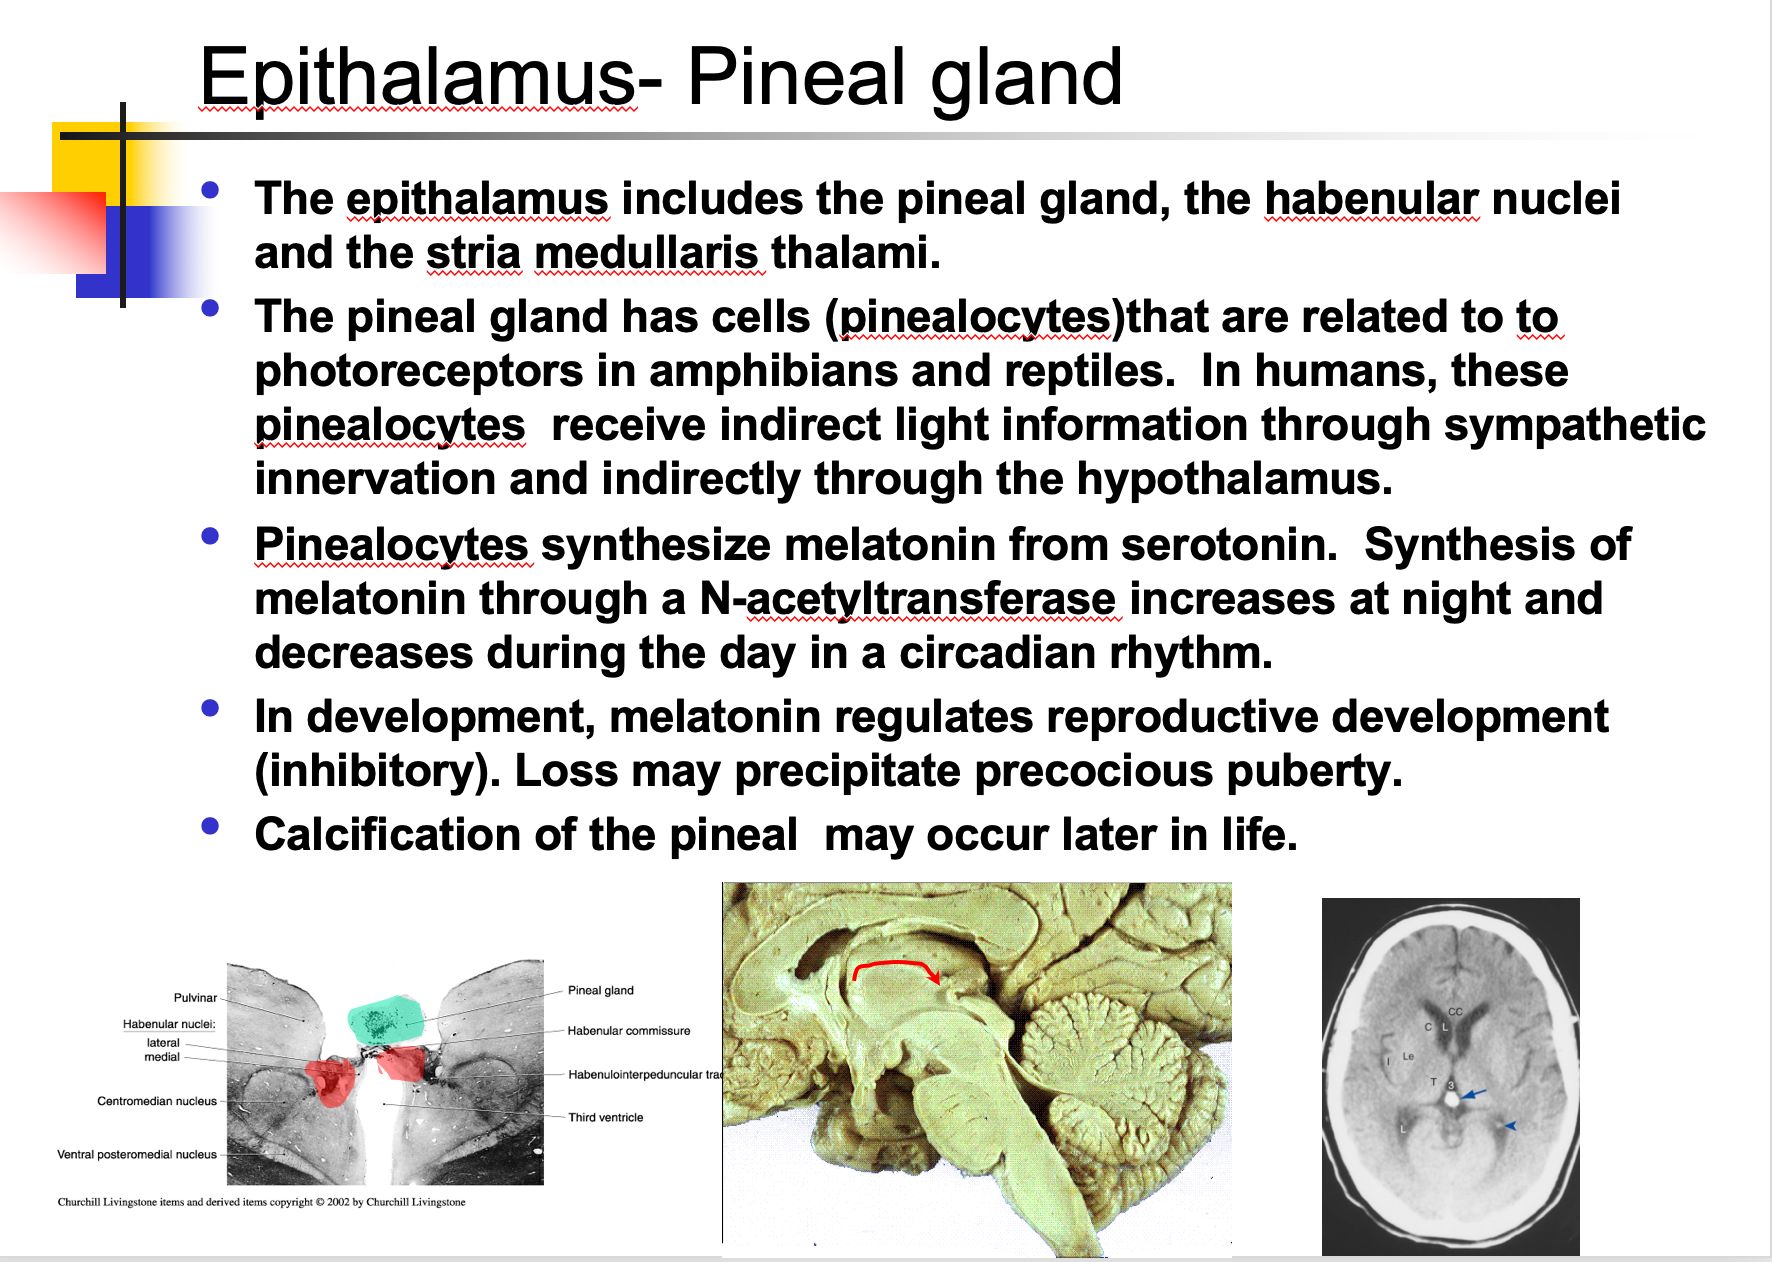 Epithalamus- Pineal gland
The epithalamus includes the pineal gland, the habenular nuclei
and the stria medullaris thalami.
The pineal gland has cells (pinealocytes)that are related to to
photoreceptors in amphibians and reptiles.  In humans, these
pinealocytes  receive indirect light information through sympathetic
innervation and indirectly through the hypothalamus.
Pinealocytes synthesize melatonin from serotonin.  Synthesis of
melatonin through a N-acetyltransferase increases at night and
decreases during the day in a circadian rhythm.
In development, melatonin regulates reproductive development
(inhibitory). Loss may precipitate precocious puberty.
Calcification of the pineal  may occur later in life.
Pulvinar
Habenular nuclei:
lateral
medial
Centromedian nucleus
Ventral posteromedial nucleus
Pineal gland
Habenular commissure
Habenulointerpeduncular trac
Third ventricle
Churchill Livingstone items and derived items copyright © 2002 by Churchill Livingstone
CC
C L
I Le
T 3
L